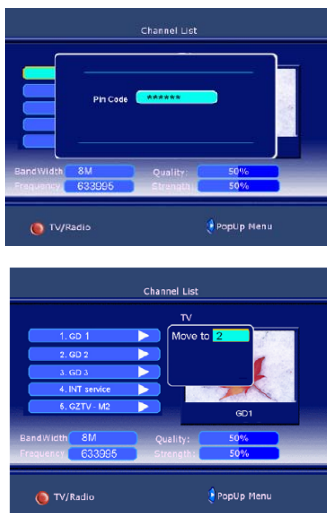 Channel List
Pin Code ******
BandWidth 8M Quality: 50%
Frequency 633995 Strength: 50%
TV/Radio PopUp Menu
Channel List
TV
1. GD 1 Move to 2
2. GD 2
3. GD 3
4. INT service
5. GZTV - M2
GD1
BandWidth 8M Quality: 50%
Frequency 633995 Strength: 50%
TV/Radio PopUp Menu